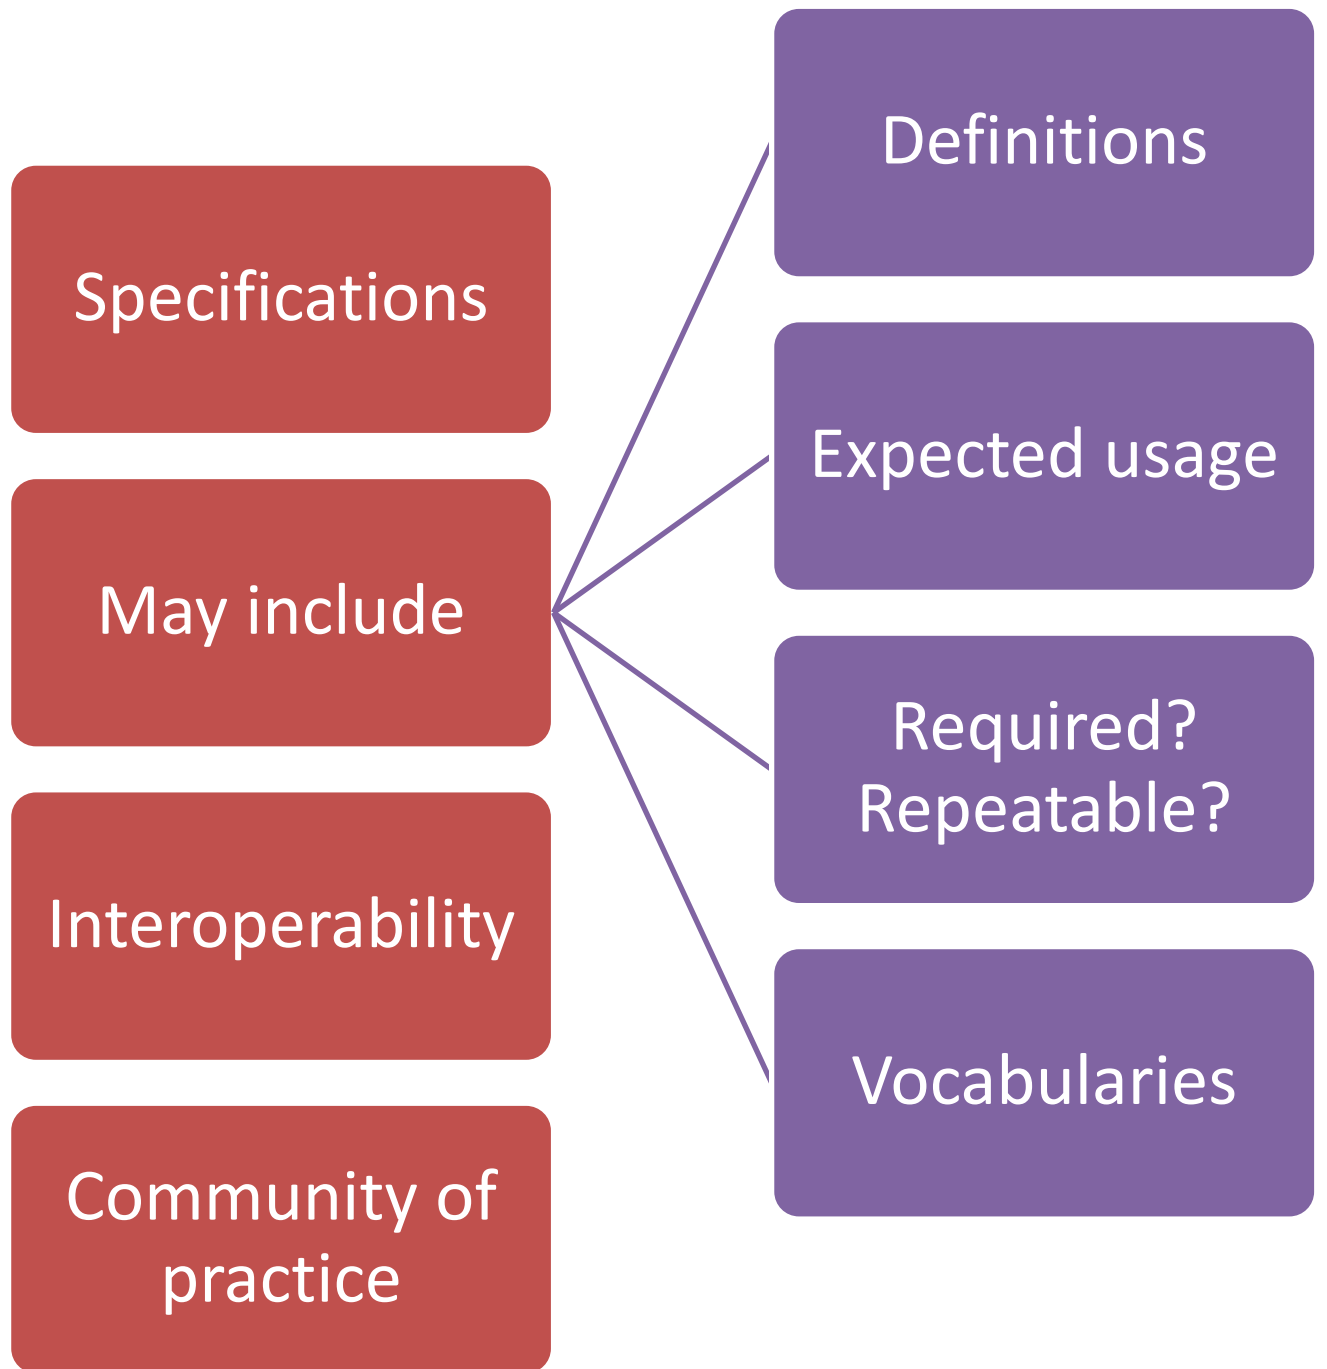 Specifications
May include
Interoperability
Community of
practice
Definitions
Expected usage
Required?
Repeatable?
Vocabularies